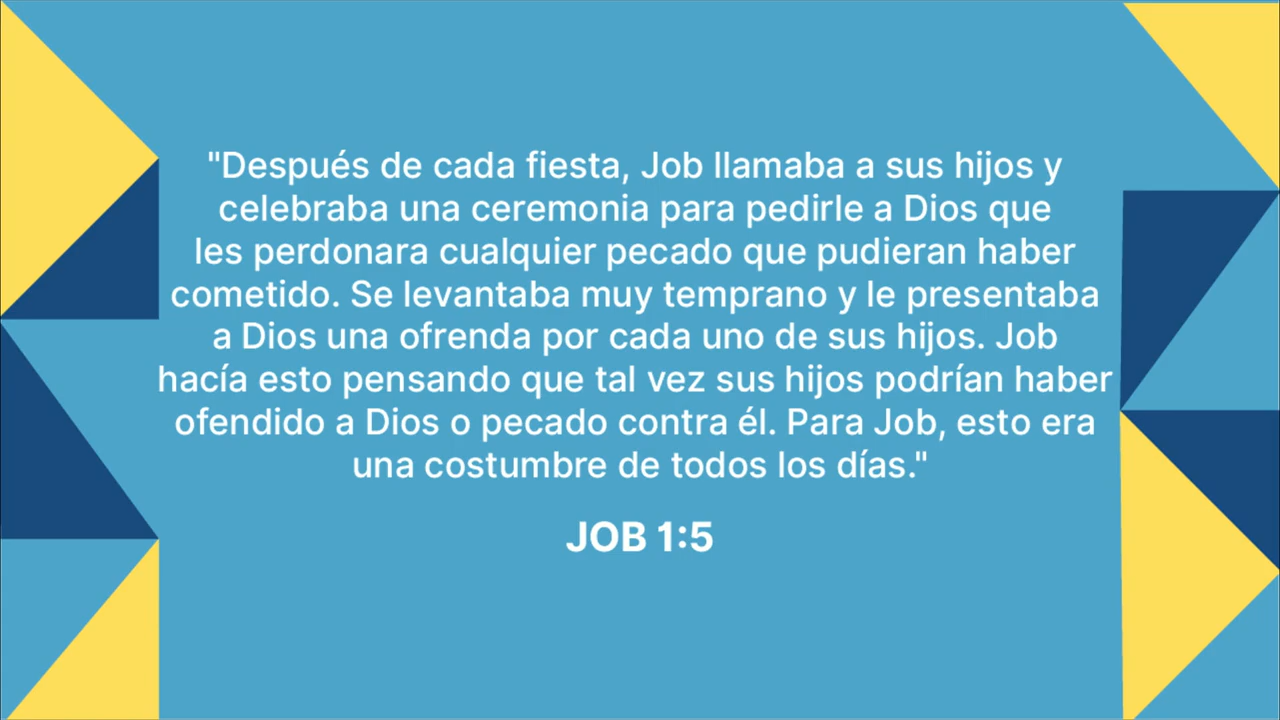 "Después de cada fiesta, Job llamaba a sus hijos y
celebraba una ceremonia para pedirle a Dios que
les perdonara cualquier pecado que pudieran haber
cometido. Se levantaba muy temprano y le presentaba
a Dios una ofrenda por cada uno de sus hijos. Job
hacía esto pensando que tal vez sus hijos podrían haber
ofendido a Dios o pecado contra él. Para Job, esto era
una costumbre de todos los días."
JOB 1:5